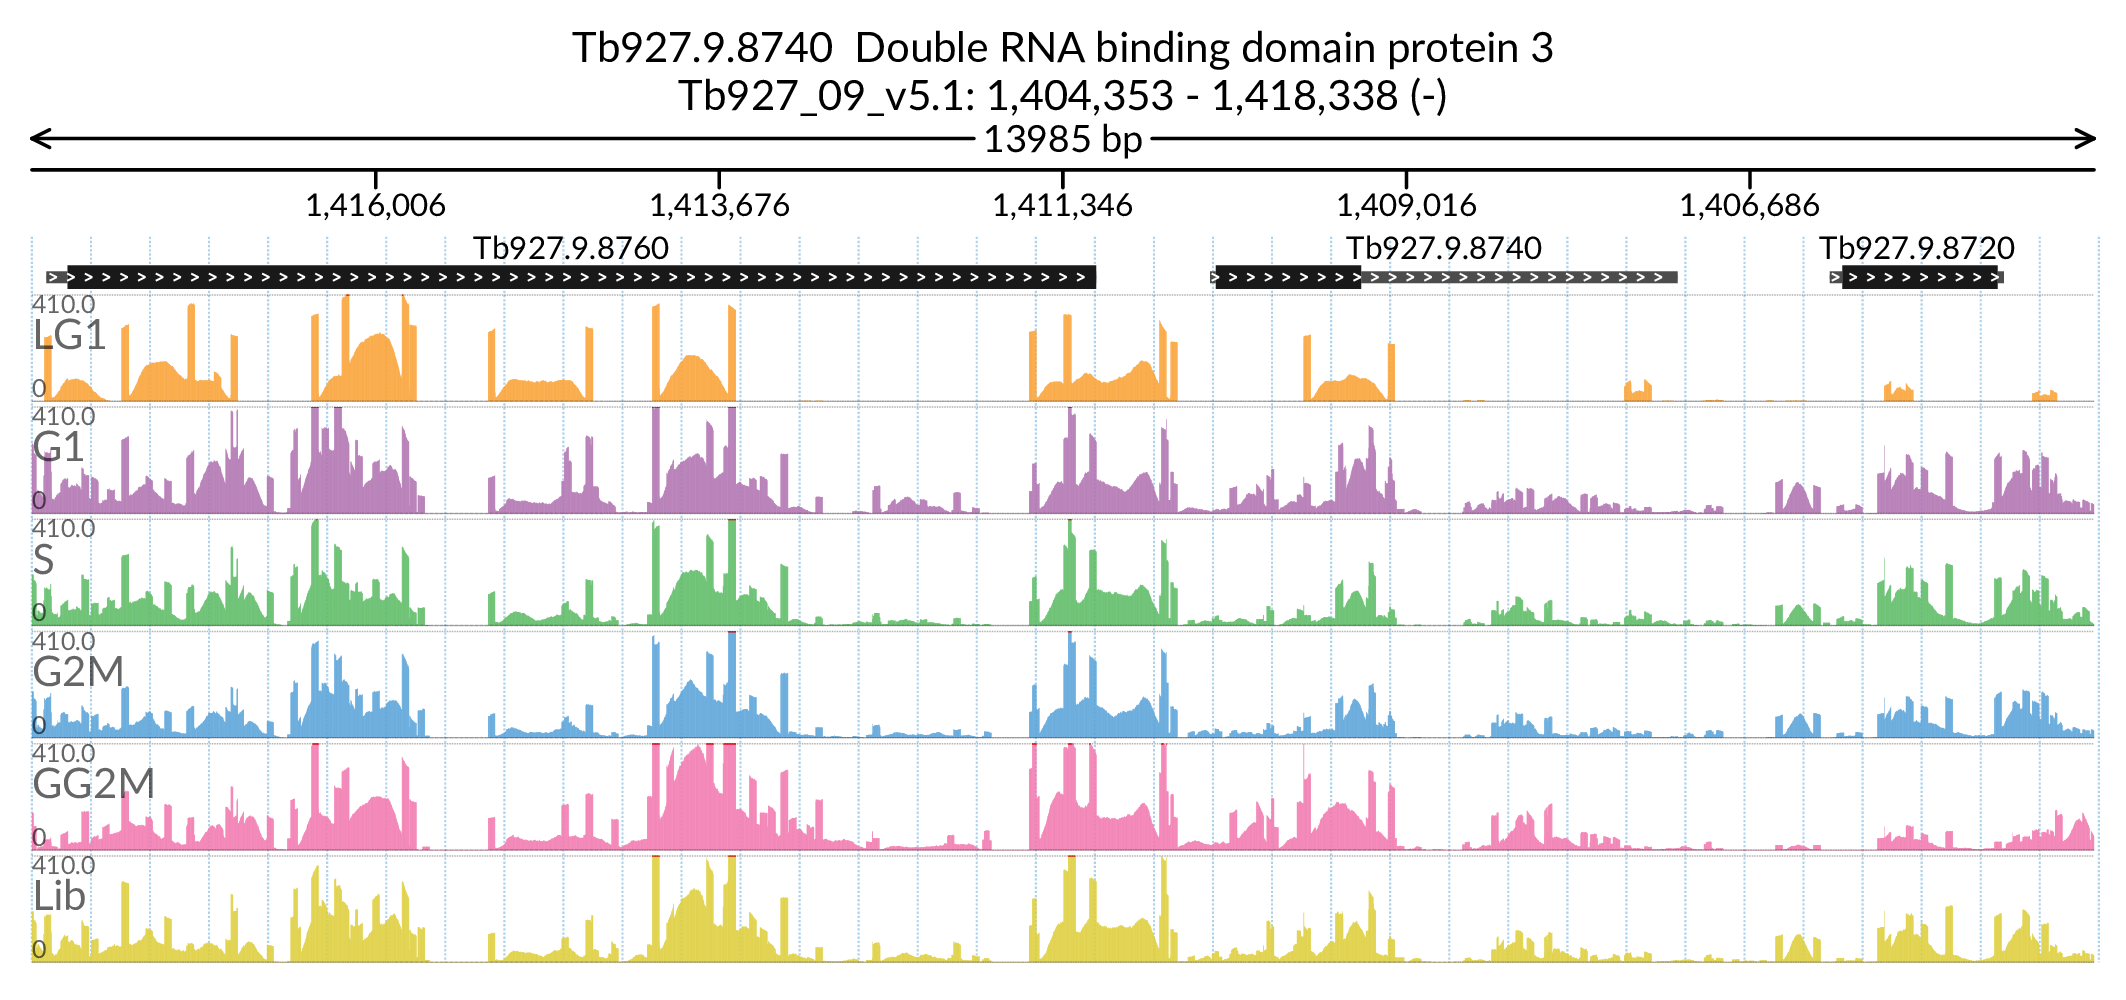 Tb927.9.8740 Double RNA binding domain protein 3
Tb927_09_v5.1: 1,404,353 - 1,418,338 (-)
13985 bp
1,416,006 1,413,676 1,411,346 1,409,016 1,406,686
Tb927.9.8760 Tb927.9.8740 Tb927.9.8720
410.0
LG1
0
410.0
G1
0
410.0
S
0
410.0
G2M
0
410.0
GG2M
0
410.0
Lib
0